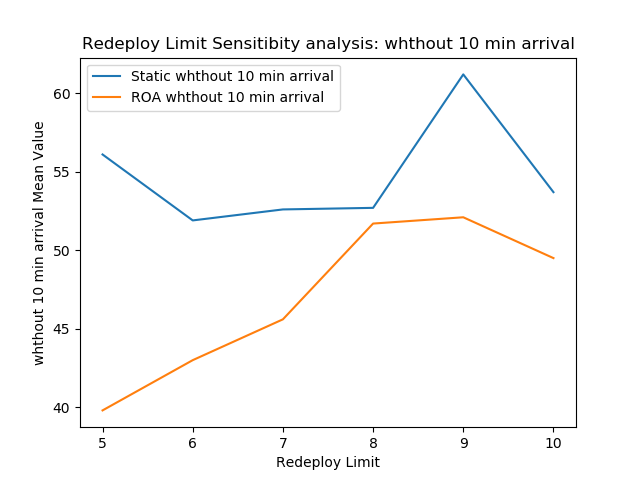 Redeploy Limit Sensitibity analysis: whthout 10 min arrival
Static whthout 10 min arrival
ROA whthout 10 min arrival
whthout 10 min arrival Mean Value
60
55
50
45
40
5 6 7 8 9 10
Redeploy Limit